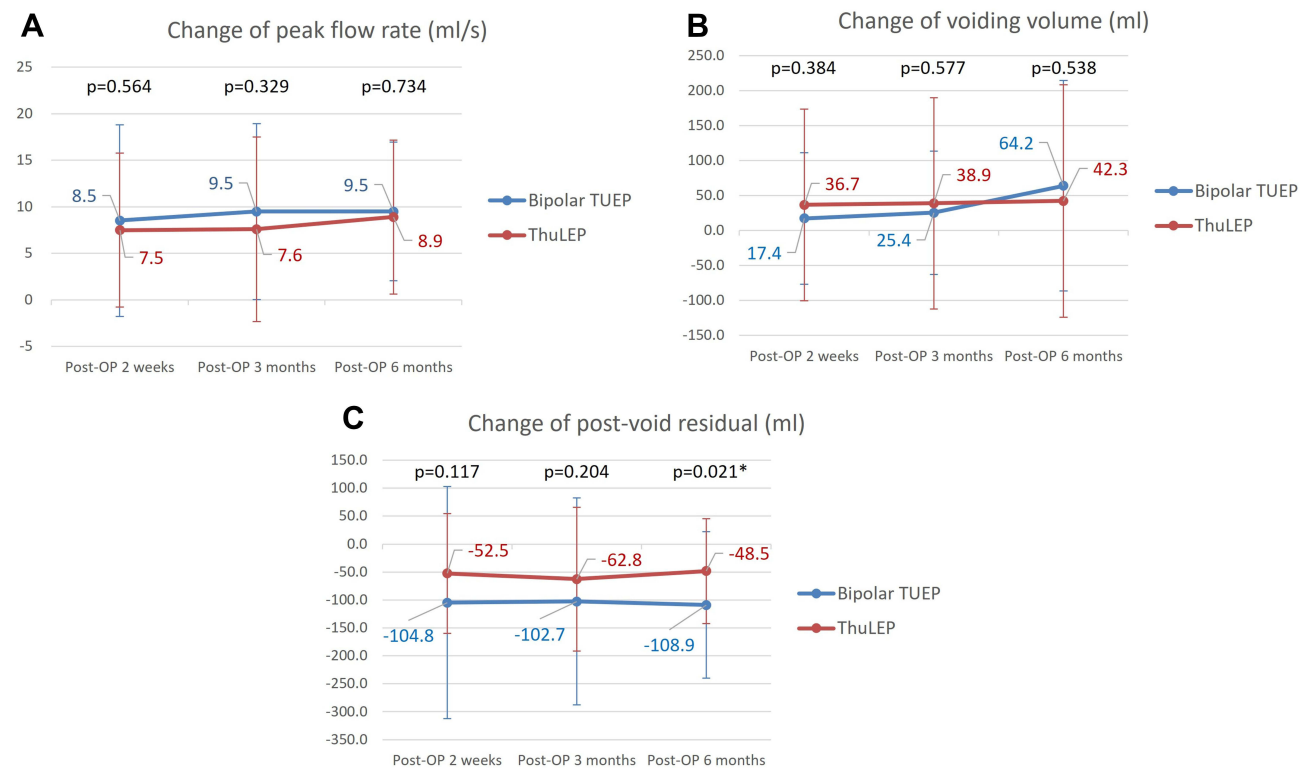 A
Change of peak flow rate (ml/s)
25
20
15
10
5
0
-5
p=0.564 p=0.329 p=0.734
8.5
9.5
9.5
7.5
7.6
8.9
Post-OP 2 weeks Post-OP 3 months Post-OP 6 months
Bipolar TUEP
ThuLEP
B
Change of voiding volume (ml)
250.0
200.0
150.0
100.0
50.0
0.0
-50.0
-100.0
-150.0
p=0.384 p=0.577 p=0.538
36.7
38.9
64.2
42.3
17.4
25.4
Post-OP 2 weeks Post-OP 3 months Post-OP 6 months
Bipolar TUEP
ThuLEP
C
Change of post-void residual (ml)
150.0
100.0
50.0
0.0
-50.0
-100.0
-150.0
-200.0
-250.0
-300.0
-350.0
p=0.117 p=0.204 p=0.021*
-52.5
-62.8
-48.5
-104.8
-102.7
-108.9
Post-OP 2 weeks Post-OP 3 months Post-OP 6 months
Bipolar TUEP
ThuLEP